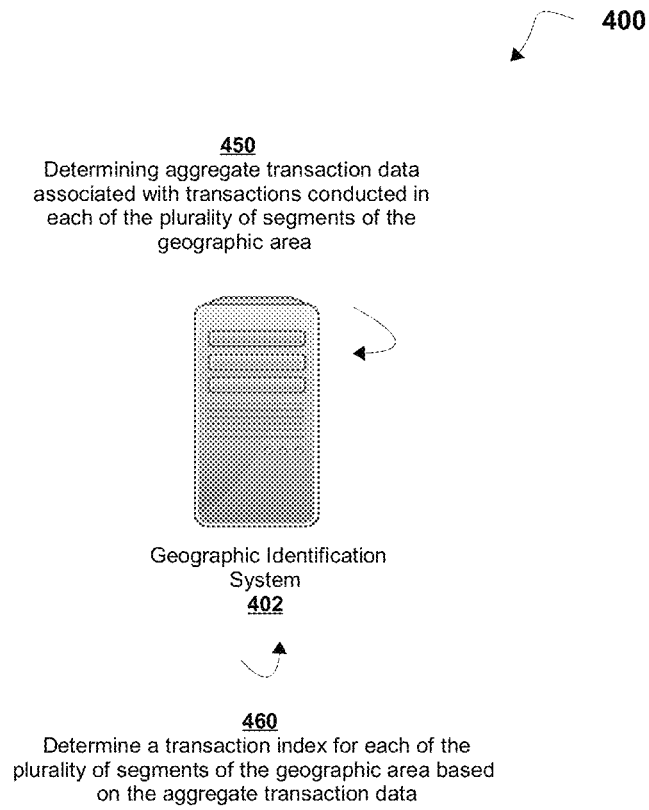 400
450
Determining aggregate transaction data
associated with transactions conducted in
each of the plurality of segments of the
geographic area
Geographic Identification
System
402
460
Determine a transaction index for each of the
plurality of segments of the geographic area based
on the aggregate transaction data